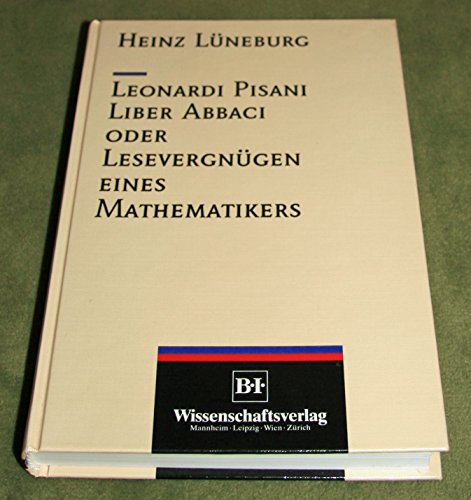 HEINZ LÜNEBURG
LEONARDI PISANI
LIBER ABBACI
ODER
LESEVERGNÜGEN
EINES
MATHEMATIKERS
B·I·
Wissenschaftsverlag
Mannheim · Leipzig · Wien · Zürich